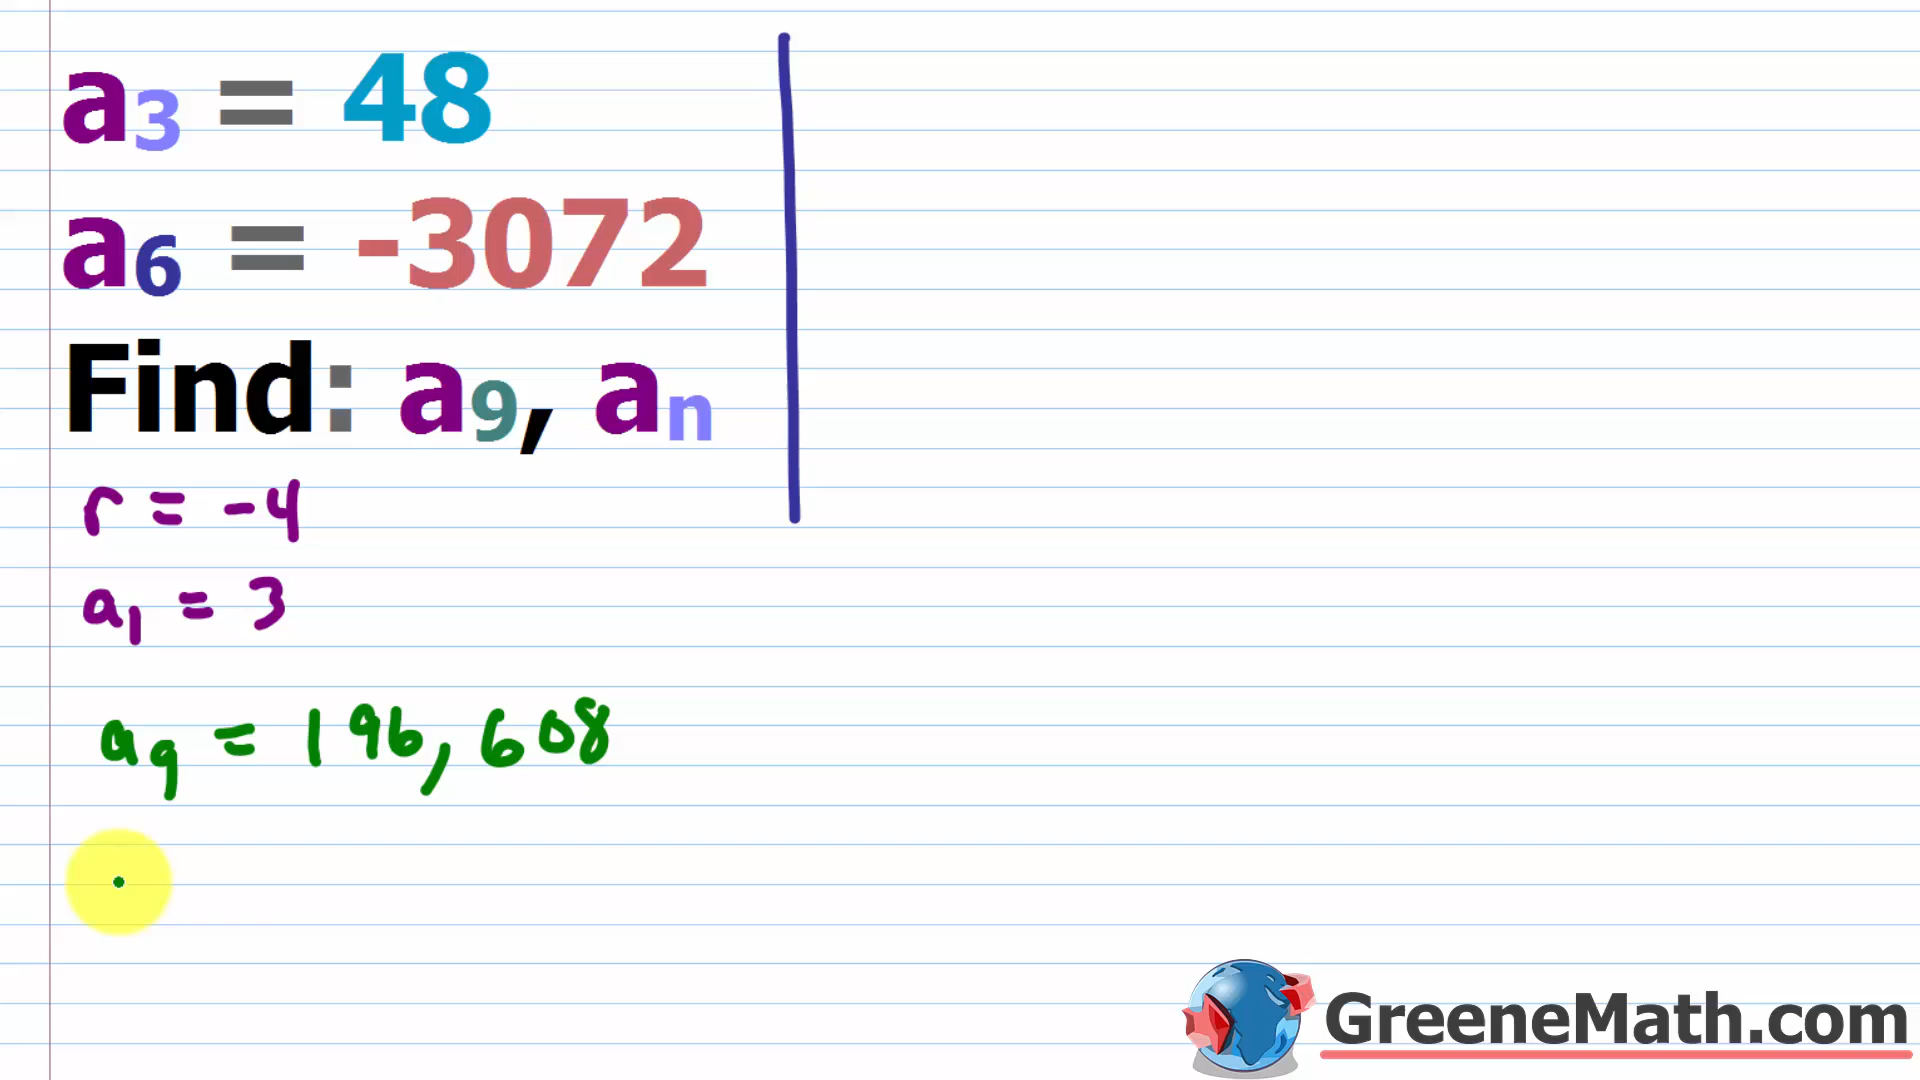 a₃ = 48
a₆ = -3072
Find: a₉, aₙ
r = -4
a₁ = 3
a₉ = 196,608
GreeneMath.com